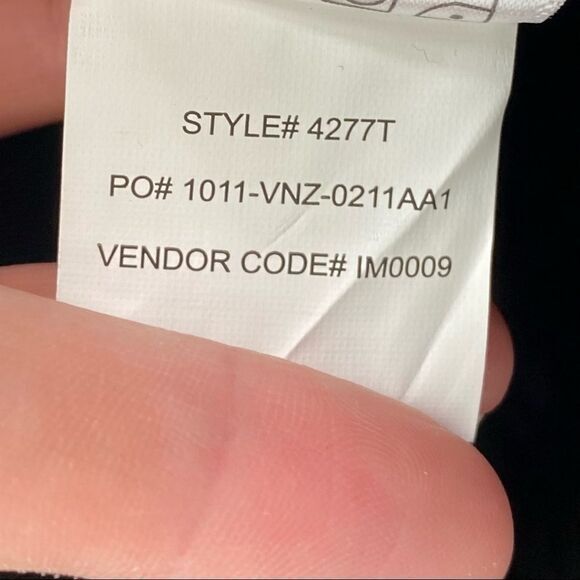 STYLE# 4277T
PO# 1011-VNZ-0211AA1
VENDOR CODE# IM0009